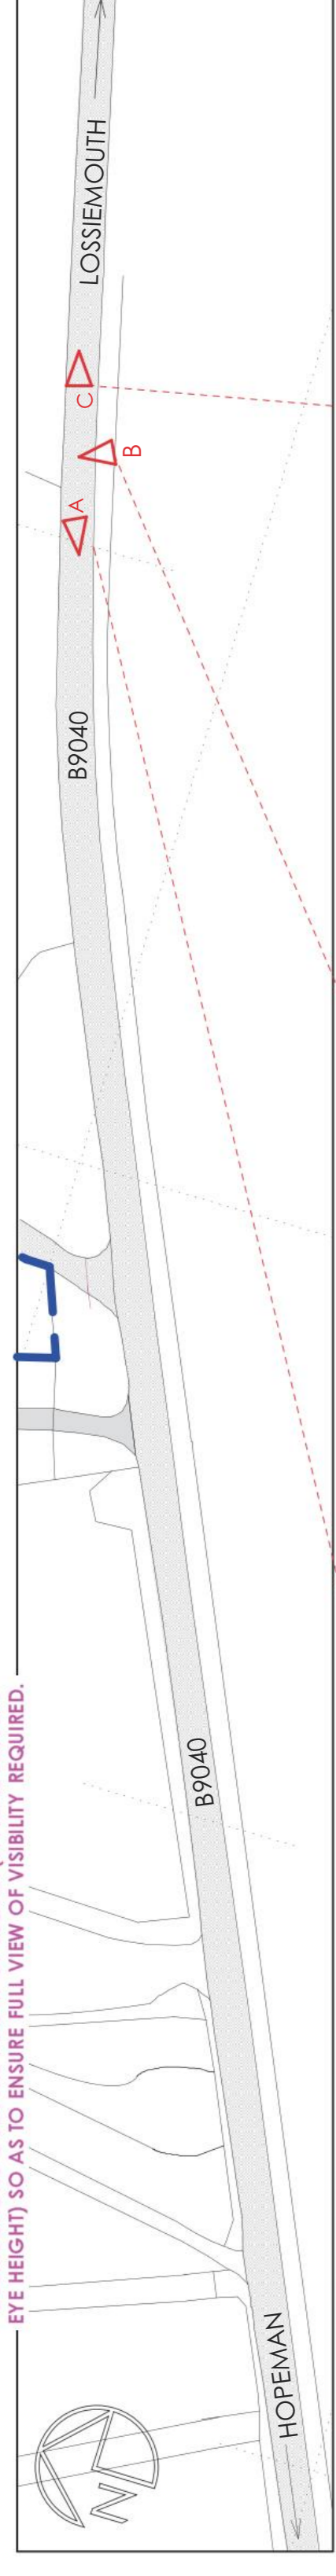 EYE HEIGHT) SO AS TO ENSURE FULL VIEW OF VISIBILITY REQUIRED.
HOPEMAN
B9040
B9040
A
B
C
LOSSIEMOUTH
N